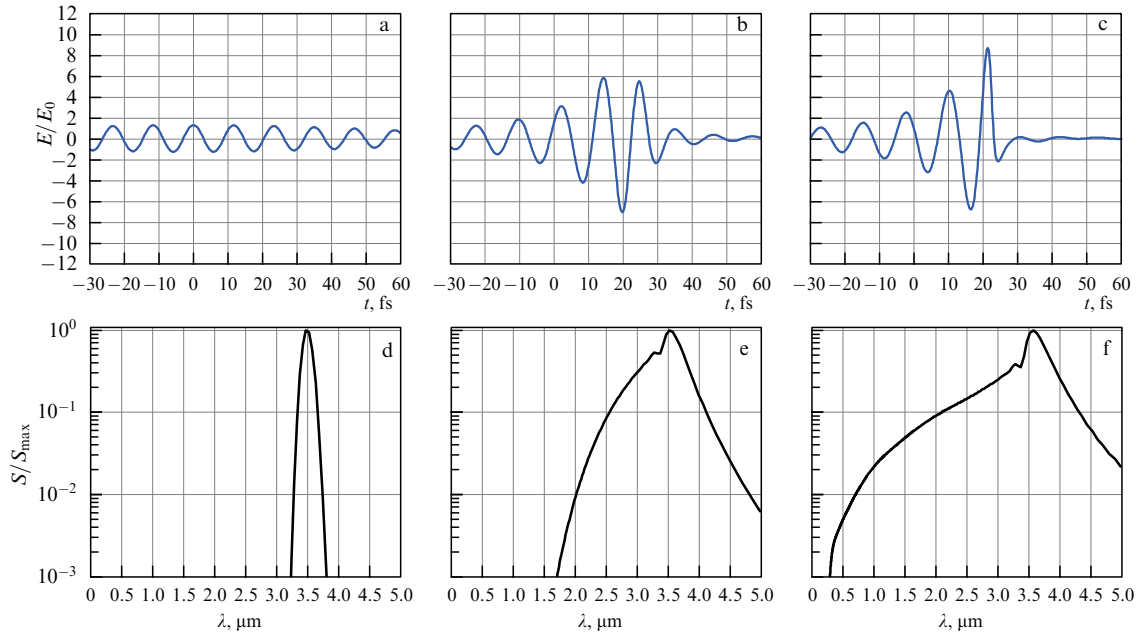 a
b
c
E/E₀
12
10
8
6
4
2
0
−2
−4
−6
−8
−10
−12
−30 −20 −10 0 10 20 30 40 50 60
t, fs
−30 −20 −10 0 10 20 30 40 50 60
t, fs
−30 −20 −10 0 10 20 30 40 50 60
t, fs
d
e
f
S/S_max
10⁰
10⁻¹
10⁻²
10⁻³
0 0.5 1.0 1.5 2.0 2.5 3.0 3.5 4.0 4.5 5.0
λ, μm
0 0.5 1.0 1.5 2.0 2.5 3.0 3.5 4.0 4.5 5.0
λ, μm
0 0.5 1.0 1.5 2.0 2.5 3.0 3.5 4.0 4.5 5.0
λ, μm